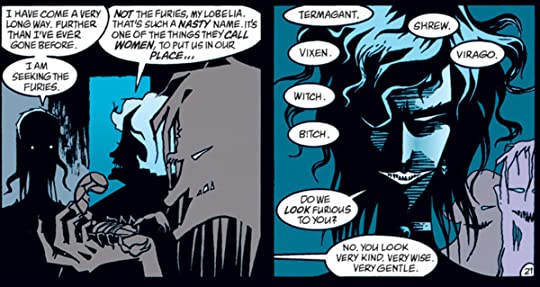 I HAVE COME A VERY
LONG WAY. FURTHER
THAN I'VE EVER
GONE BEFORE.
I AM
SEEKING THE
FURIES.
NOT THE FURIES, MY LOBELIA.
THAT'S SUCH A NASTY NAME. IT'S
ONE OF THE THINGS THEY CALL
WOMEN, TO PUT US IN OUR
PLACE...
TERMAGANT.
SHREW.
VIXEN.
VIRAGO.
WITCH.
BITCH.
DO WE
LOOK FURIOUS
TO YOU?
NO. YOU LOOK
VERY KIND. VERY WISE.
VERY GENTLE.
21